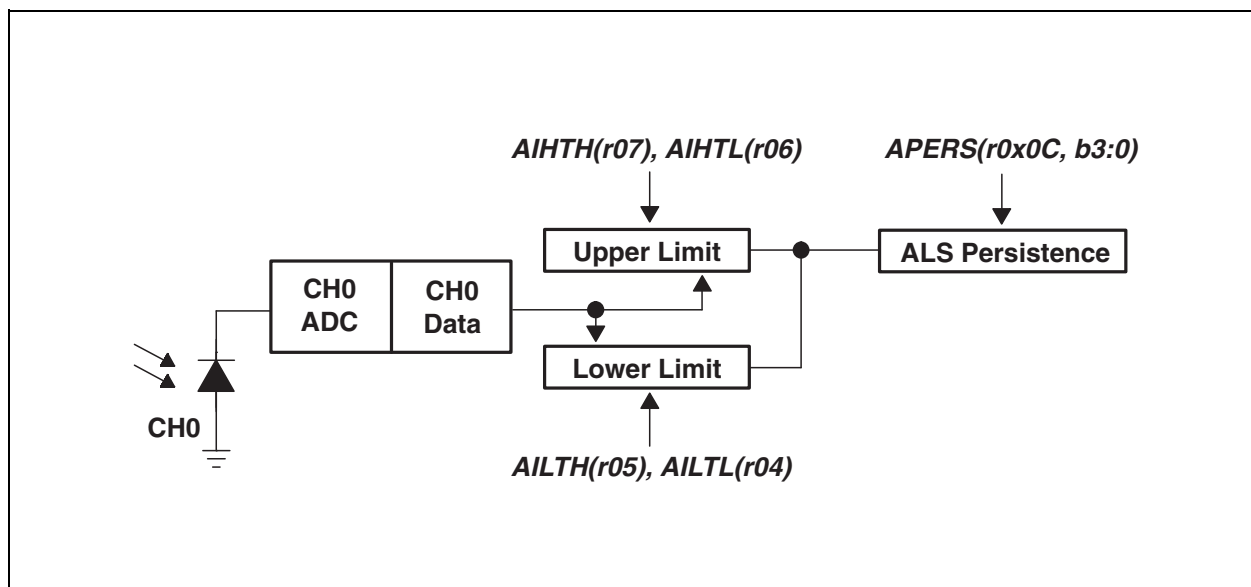 AIHTH(r07), AIHTL(r06)
APERS(r0x0C, b3:0)
Upper Limit
ALS Persistence
CH0
ADC
CH0
Data
Lower Limit
CH0
AILTH(r05), AILTL(r04)